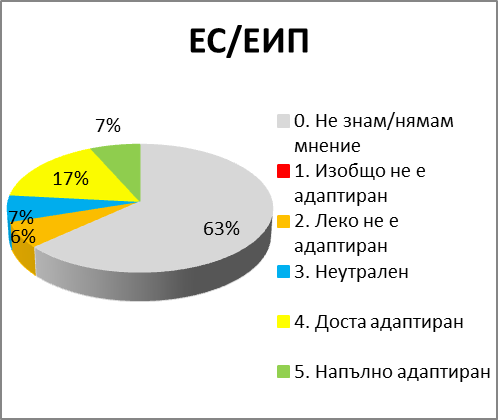 ЕС/ЕИП
7%
17%
7%
6%
63%
0. Не знам/нямам
мнение
1. Изобщо не е
адаптиран
2. Леко не е
адаптиран
3. Неутрален
4. Доста адаптиран
5. Напълно адаптиран